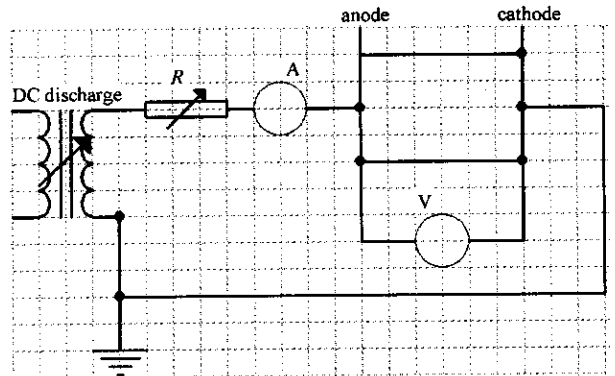 anode
cathode
R
A
DC discharge
V